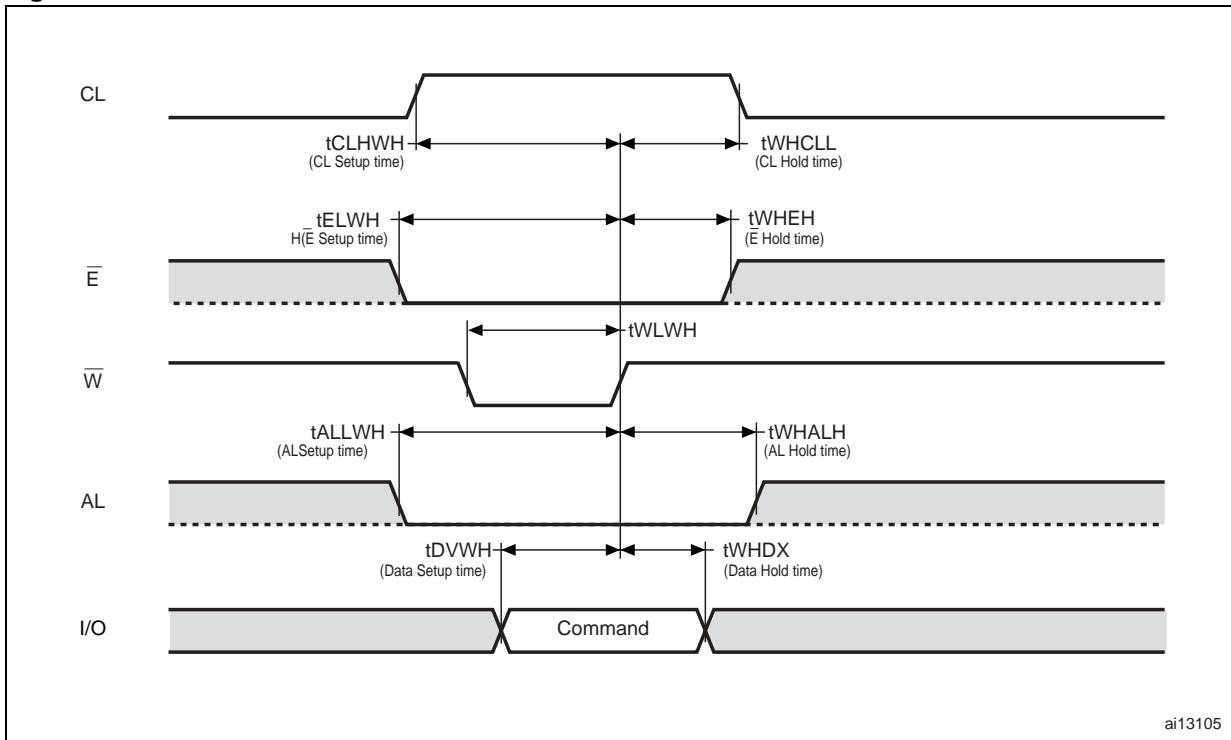 CL
tCLHWH
(CL Setup time)
tWHCLL
(CL Hold time)
tELWH
H(E̅ Setup time)
tWHEH
(E̅ Hold time)
E̅
tWLWH
W̅
tALLWH
(ALSetup time)
tWHALH
(AL Hold time)
AL
tDVWH
(Data Setup time)
tWHDX
(Data Hold time)
I/O
Command
ai13105